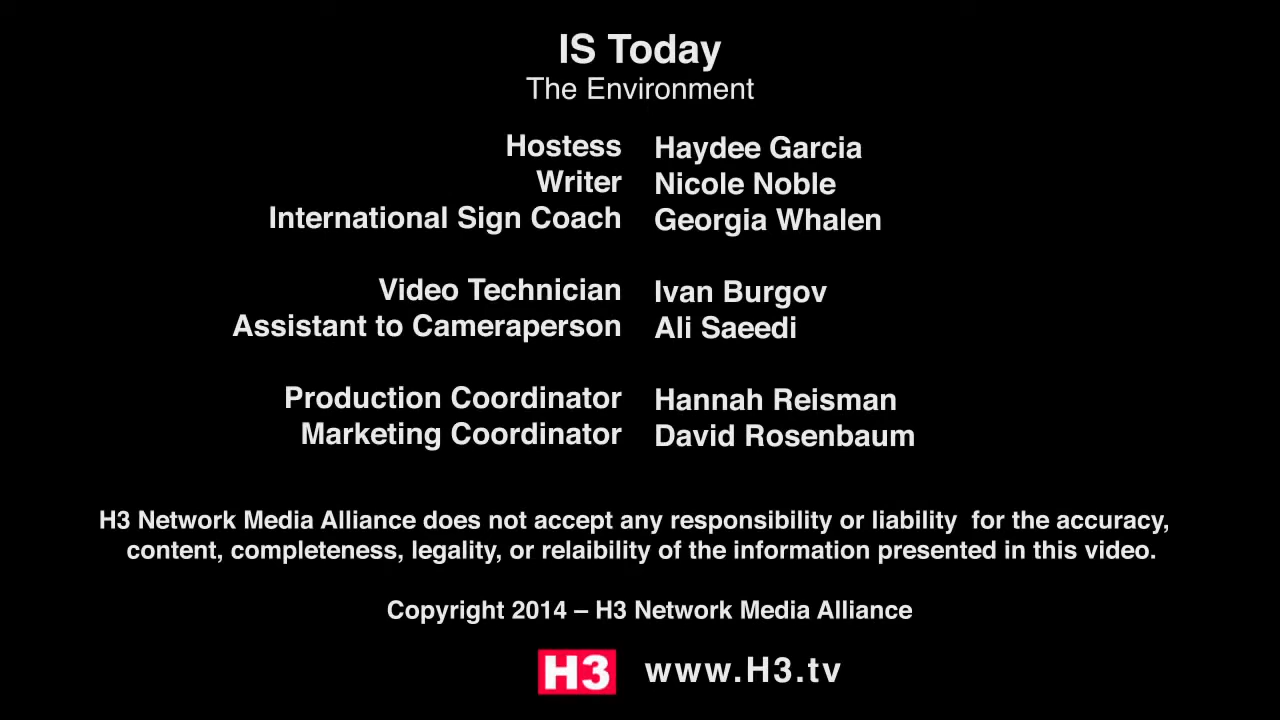 IS Today
The Environment
Hostess Haydee Garcia
Writer Nicole Noble
International Sign Coach Georgia Whalen
Video Technician Ivan Burgov
Assistant to Cameraperson Ali Saeedi
Production Coordinator Hannah Reisman
Marketing Coordinator David Rosenbaum
H3 Network Media Alliance does not accept any responsibility or liability for the accuracy,
content, completeness, legality, or relaibility of the information presented in this video.
Copyright 2014 – H3 Network Media Alliance
H3 www.H3.tv